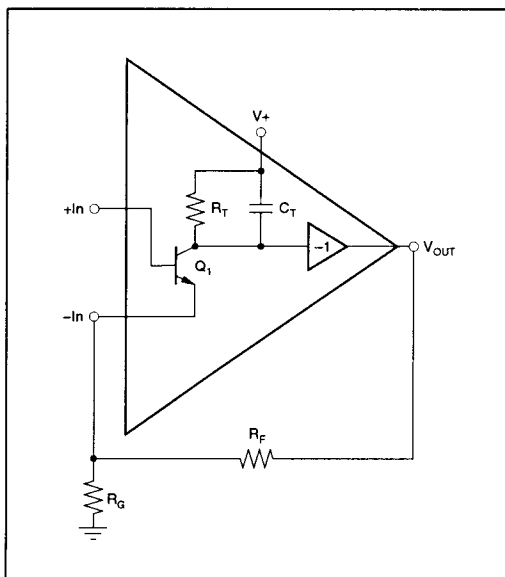 V+
R_T
C_T
+In
Q_1
–1
V_OUT
–In
R_F
R_G